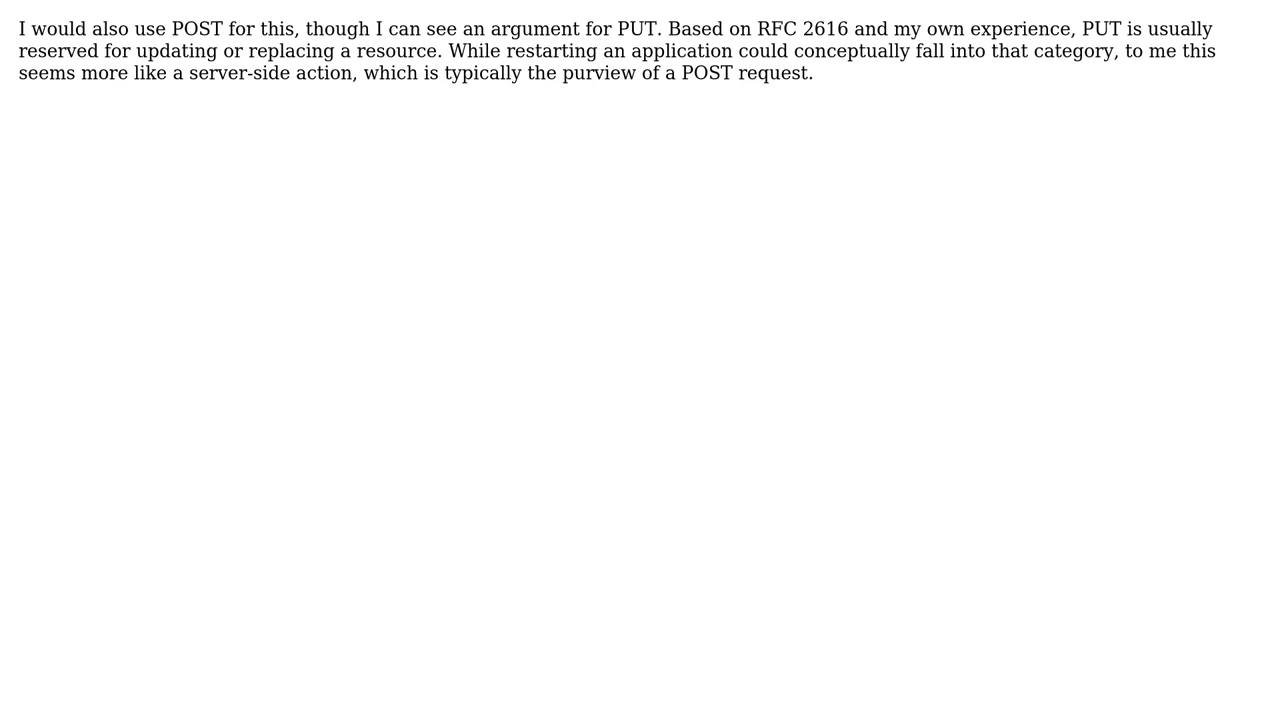 I would also use POST for this, though I can see an argument for PUT. Based on RFC 2616 and my own experience, PUT is usually
reserved for updating or replacing a resource. While restarting an application could conceptually fall into that category, to me this
seems more like a server-side action, which is typically the purview of a POST request.